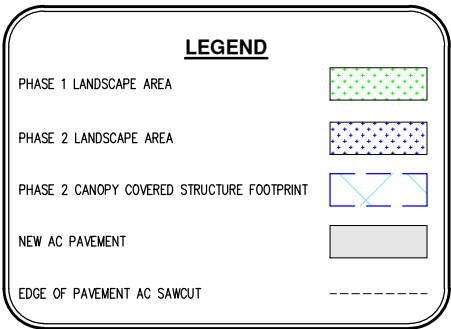 LEGEND
PHASE 1 LANDSCAPE AREA
PHASE 2 LANDSCAPE AREA
PHASE 2 CANOPY COVERED STRUCTURE FOOTPRINT
NEW AC PAVEMENT
EDGE OF PAVEMENT AC SAWCUT